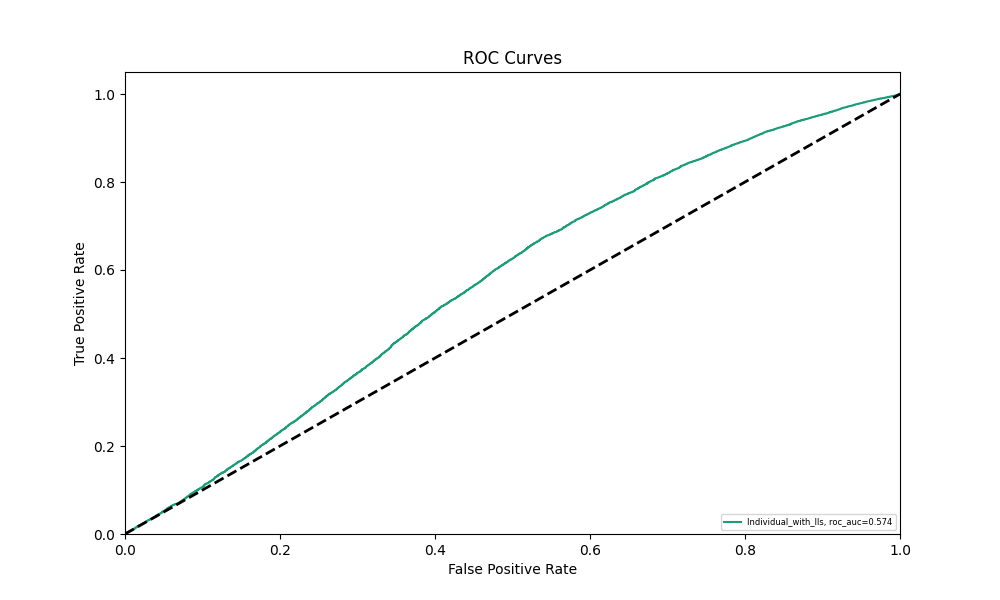 ROC Curves
1.0
0.8
0.6
0.4
0.2
0.0
True Positive Rate
0.0 0.2 0.4 0.6 0.8 1.0
False Positive Rate
Individual_with_lls, roc_auc=0.574